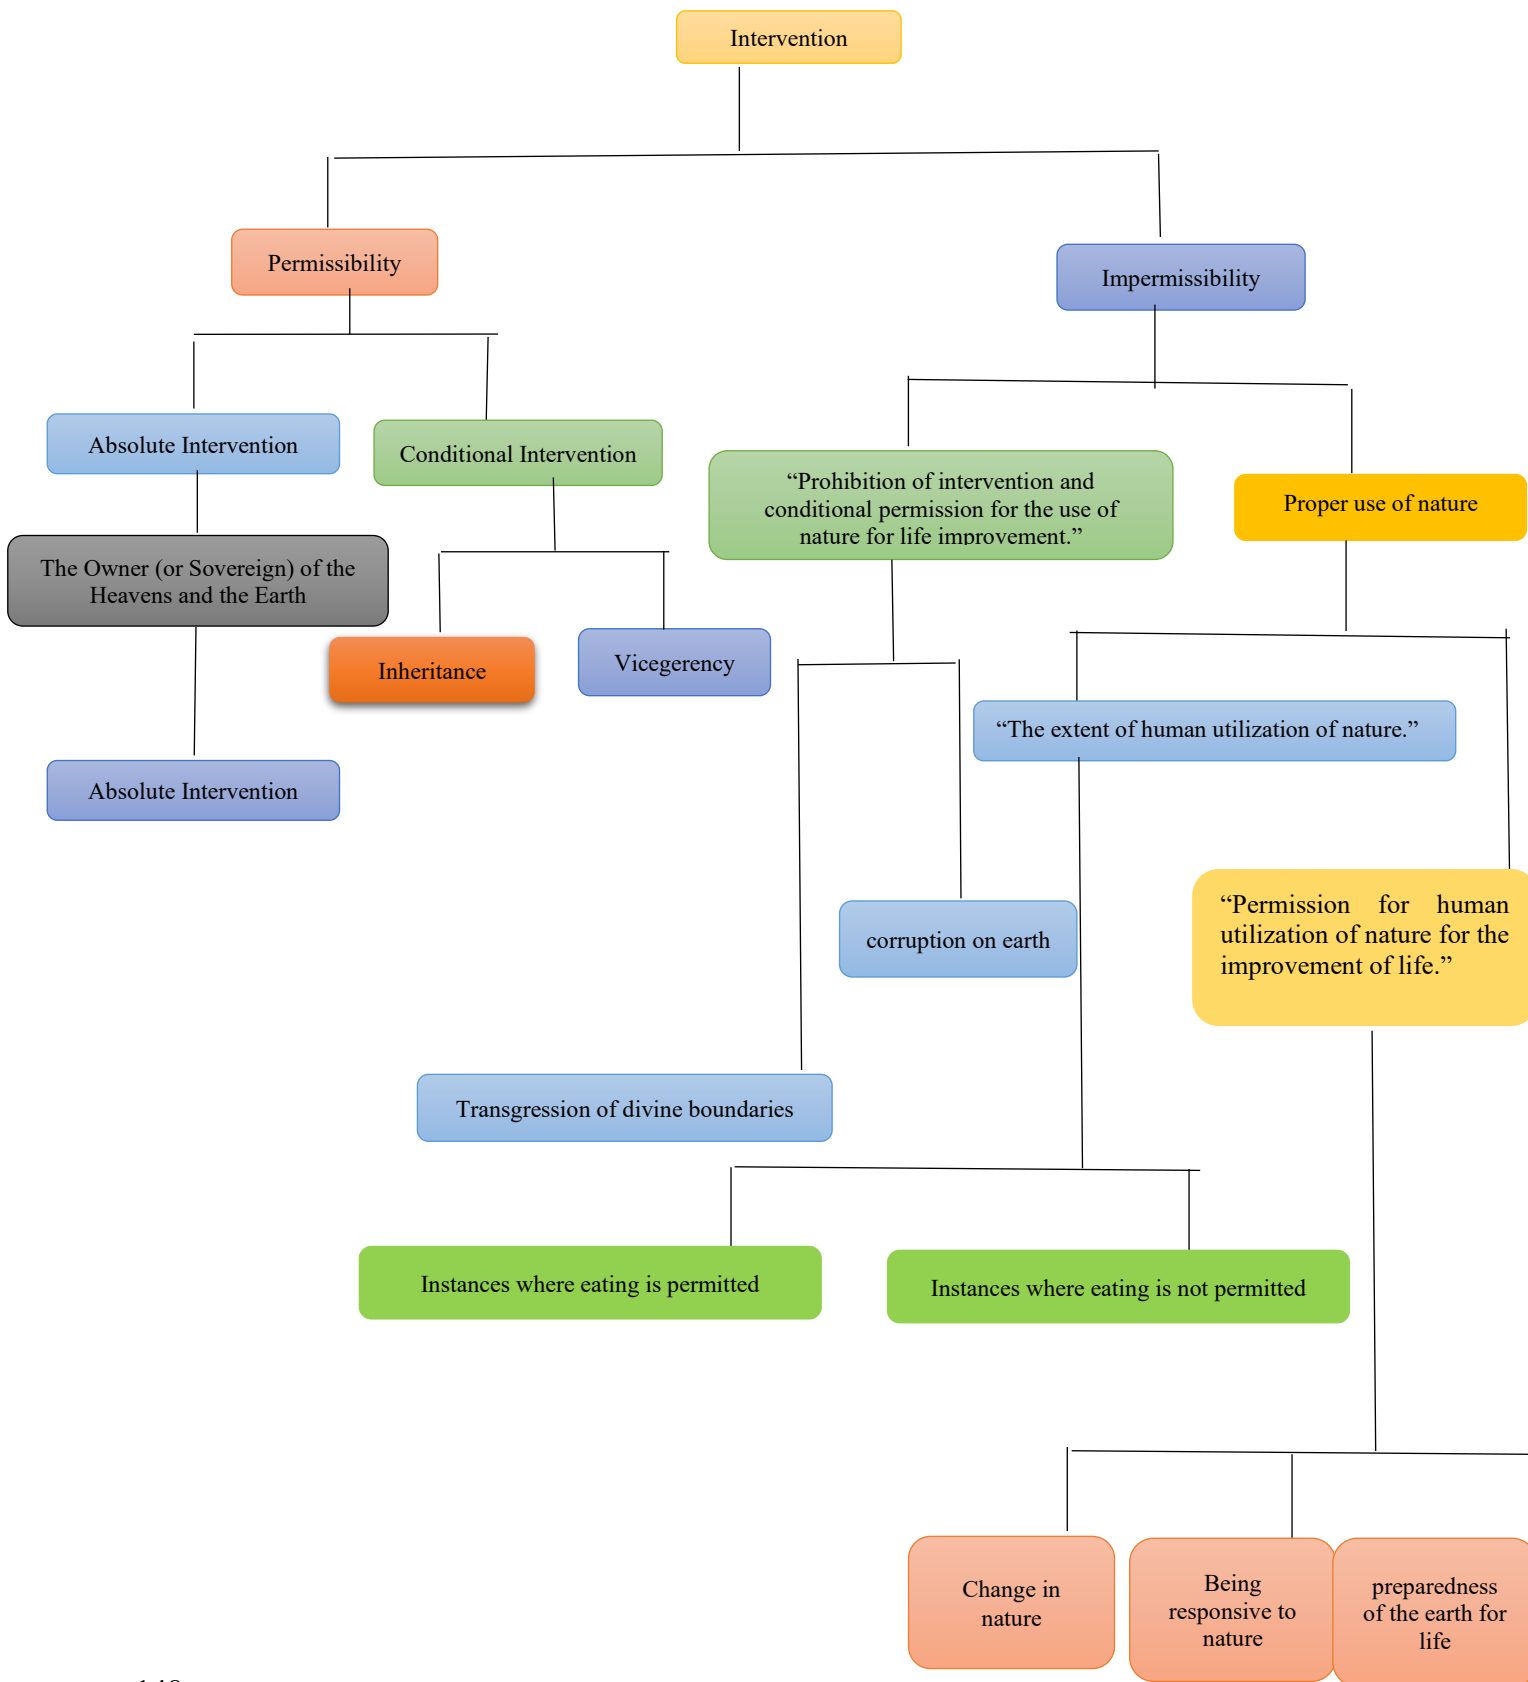 Intervention
Permissibility
Impermissibility
Absolute Intervention
Conditional Intervention
“Prohibition of intervention and
conditional permission for the use of
nature for life improvement.”
Proper use of nature
The Owner (or Sovereign) of the
Heavens and the Earth
Inheritance
Vicegerency
“The extent of human utilization of nature.”
Absolute Intervention
“Permission for human
utilization of nature for the
improvement of life.”
corruption on earth
Transgression of divine boundaries
Instances where eating is permitted
Instances where eating is not permitted
Change in
nature
Being
responsive to
nature
preparedness
of the earth for
life